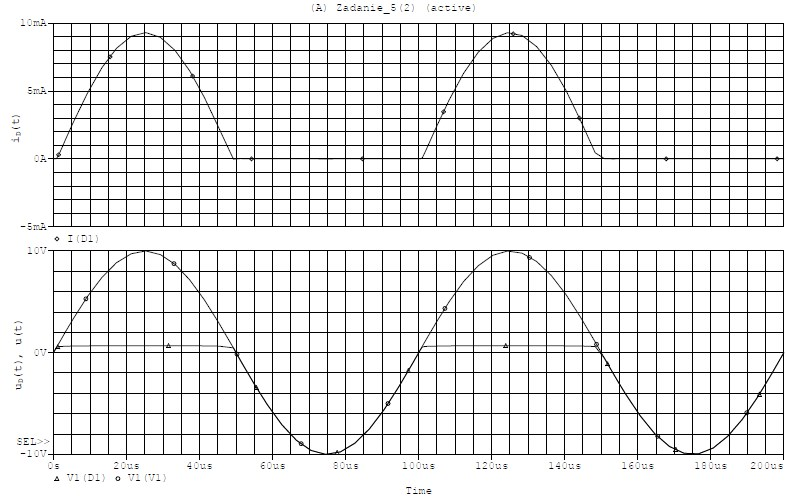 (A) Zadanie_5(2) (active)
10mA
5mA
0A
-5mA
iD(t)
I(D1)
10V
0V
SEL>>
-10V
uD(t), u(t)
0s 20us 40us 60us 80us 100us 120us 140us 160us 180us 200us
V1(D1) V1(V1)
Time